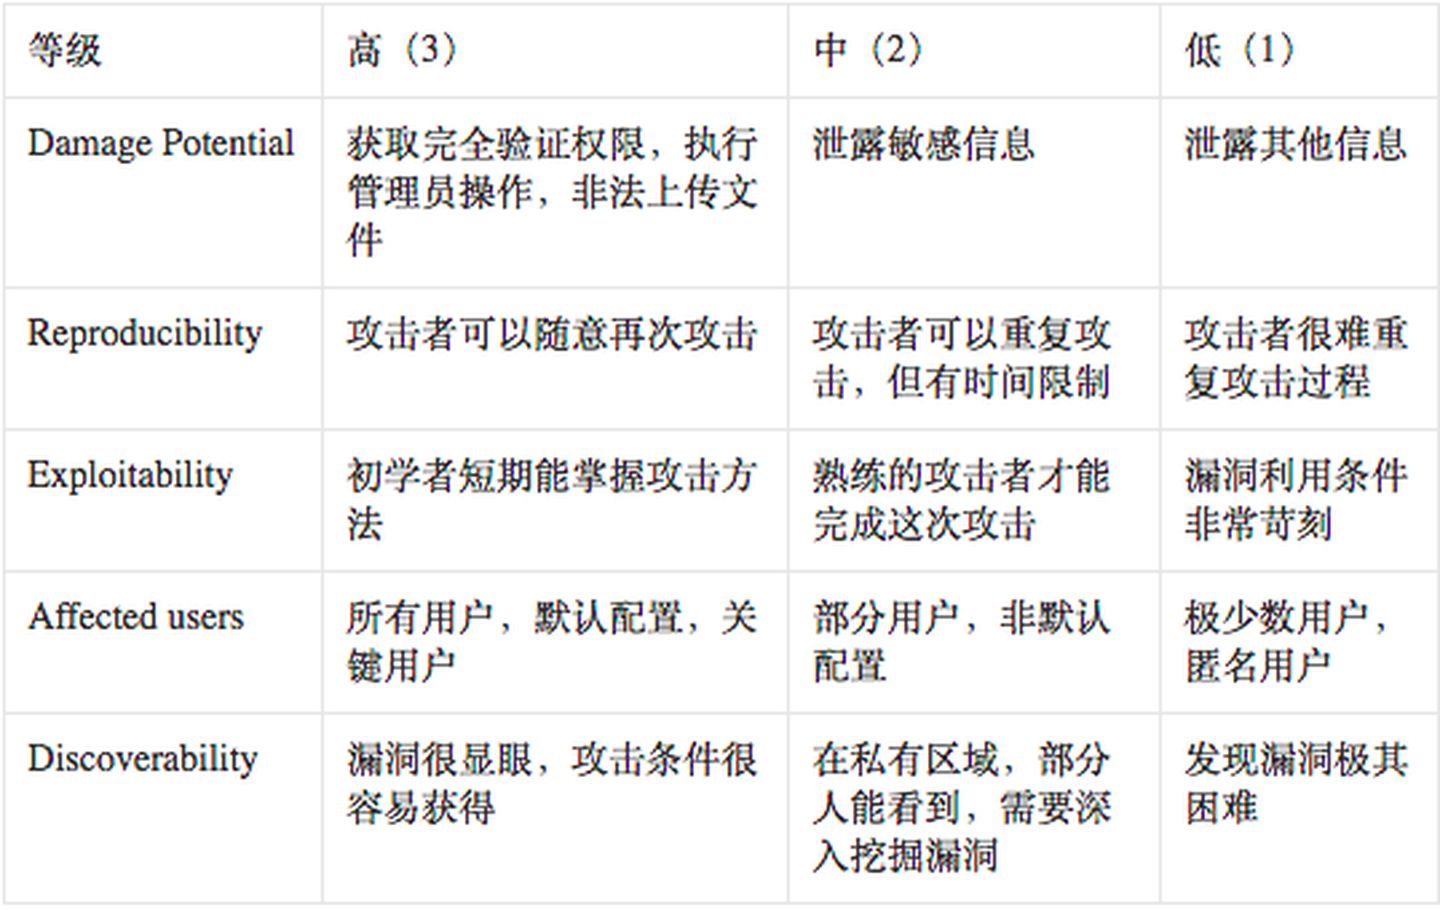 等级 高（3） 中（2） 低（1）
Damage Potential 获取完全验证权限，执行 泄露敏感信息 泄露其他信息
管理员操作，非法上传文
件
Reproducibility 攻击者可以随意再次攻击 攻击者可以重复攻 攻击者很难重
击，但有时间限制 复攻击过程
Exploitability 初学者短期能掌握攻击方 熟练的攻击者才能 漏洞利用条件
法 完成这次攻击 非常苛刻
Affected users 所有用户，默认配置，关 部分用户，非默认 极少数用户，
键用户 配置 匿名用户
Discoverability 漏洞很显眼，攻击条件很 在私有区域，部分 发现漏洞极其
容易获得 人能看到，需要深 困难
入挖掘漏洞